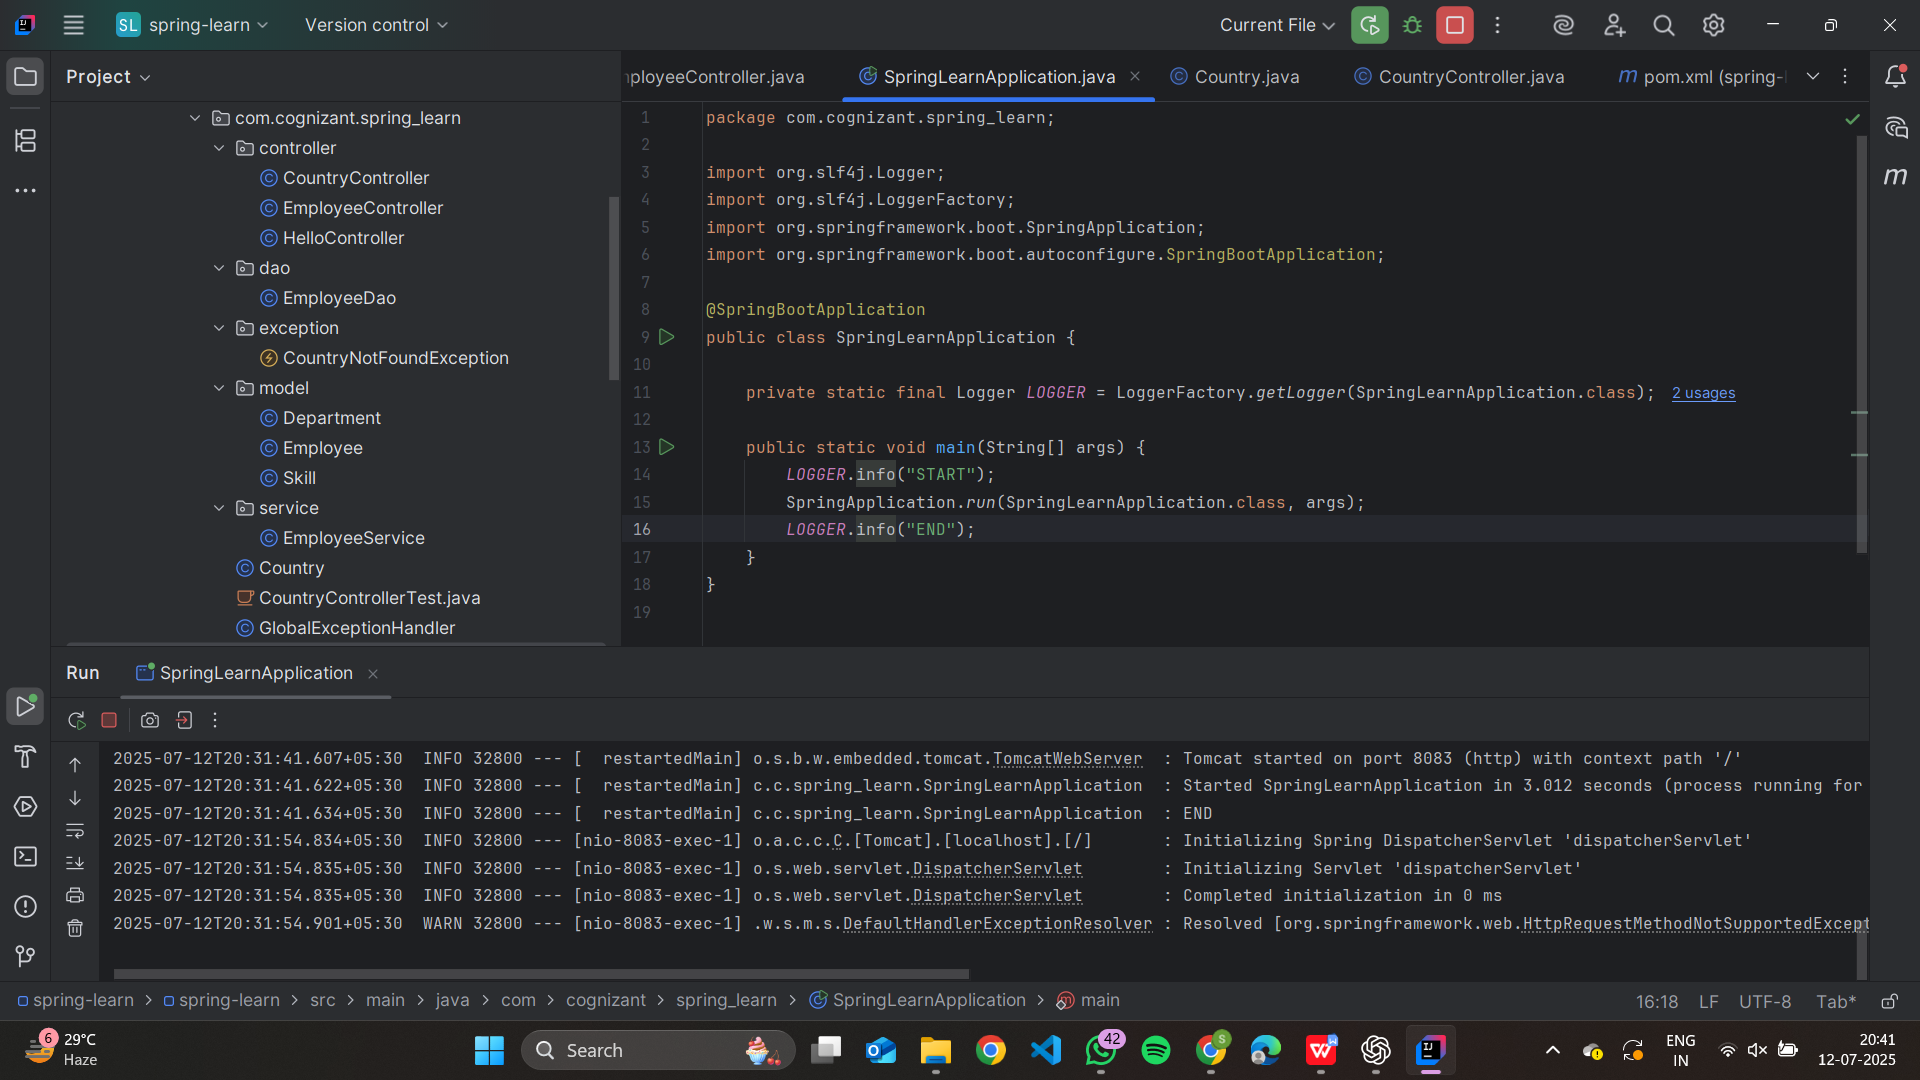 SL spring-learn Version control Current File
Project
mployeeController.java SpringLearnApplication.java Country.java CountryController.java pom.xml (spring-
com.cognizant.spring_learn
controller
CountryController
EmployeeController
HelloController
dao
EmployeeDao
exception
CountryNotFoundException
model
Department
Employee
Skill
service
EmployeeService
Country
CountryControllerTest.java
GlobalExceptionHandler
1 package com.cognizant.spring_learn;
2
3 import org.slf4j.Logger;
4 import org.slf4j.LoggerFactory;
5 import org.springframework.boot.SpringApplication;
6 import org.springframework.boot.autoconfigure.SpringBootApplication;
7
8 @SpringBootApplication
9 public class SpringLearnApplication {
10
11 private static final Logger LOGGER = LoggerFactory.getLogger(SpringLearnApplication.class); 2 usages
12
13 public static void main(String[] args) {
14 LOGGER.info("START");
15 SpringApplication.run(SpringLearnApplication.class, args);
16 LOGGER.info("END");
17 }
18 }
19
Run SpringLearnApplication
2025-07-12T20:31:41.607+05:30 INFO 32800 --- [ restartedMain] o.s.b.w.embedded.tomcat.TomcatWebServer : Tomcat started on port 8083 (http) with context path '/'
2025-07-12T20:31:41.622+05:30 INFO 32800 --- [ restartedMain] c.c.spring_learn.SpringLearnApplication : Started SpringLearnApplication in 3.012 seconds (process running for
2025-07-12T20:31:41.634+05:30 INFO 32800 --- [ restartedMain] c.c.spring_learn.SpringLearnApplication : END
2025-07-12T20:31:54.834+05:30 INFO 32800 --- [nio-8083-exec-1] o.a.c.c.C.[Tomcat].[localhost].[/] : Initializing Spring DispatcherServlet 'dispatcherServlet'
2025-07-12T20:31:54.835+05:30 INFO 32800 --- [nio-8083-exec-1] o.s.web.servlet.DispatcherServlet : Initializing Servlet 'dispatcherServlet'
2025-07-12T20:31:54.835+05:30 INFO 32800 --- [nio-8083-exec-1] o.s.web.servlet.DispatcherServlet : Completed initialization in 0 ms
2025-07-12T20:31:54.901+05:30 WARN 32800 --- [nio-8083-exec-1] .w.s.m.s.DefaultHandlerExceptionResolver : Resolved [org.springframework.web.HttpRequestMethodNotSupportedExcept
spring-learn > spring-learn > src > main > java > com > cognizant > spring_learn > SpringLearnApplication > main 16:18 LF UTF-8 Tab*
6 29°C
Haze
Search
42
ENG
IN
20:41
12-07-2025